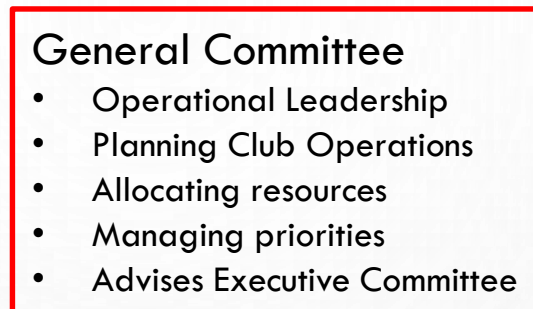 General Committee
• Operational Leadership
• Planning Club Operations
• Allocating resources
• Managing priorities
• Advises Executive Committee